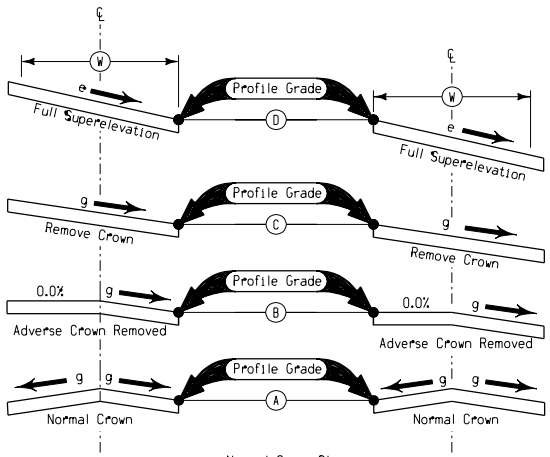 ℄
℄
W
W
e
Profile Grade
Full Superelevation
D
e
Full Superelevation
g
Profile Grade
g
Remove Crown
C
Remove Crown
0.0%
g
Profile Grade
0.0%
g
Adverse Crown Removed
B
Adverse Crown Removed
g
g
Profile Grade
g
g
Normal Crown
A
Normal Crown